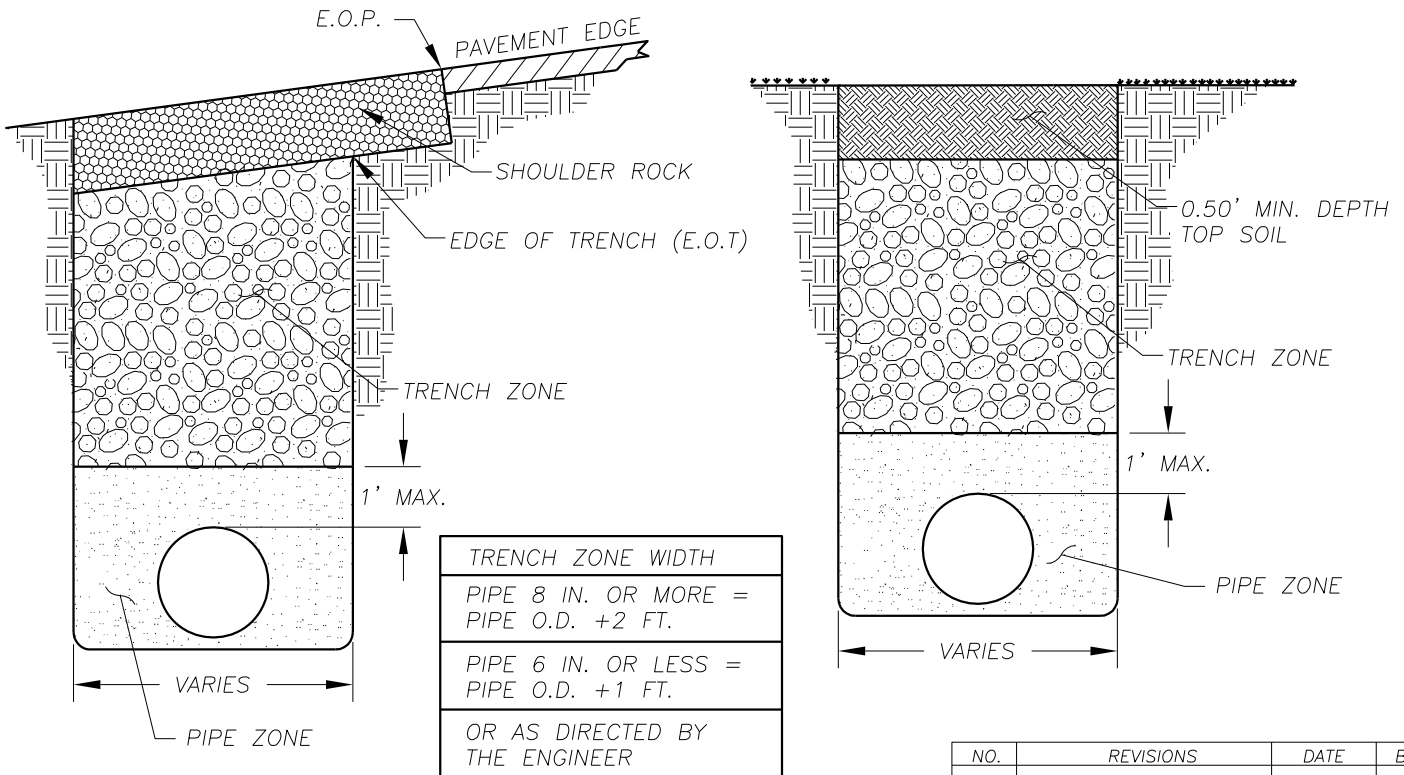 E.O.P.
PAVEMENT EDGE
SHOULDER ROCK
EDGE OF TRENCH (E.O.T)
TRENCH ZONE
1' MAX.
VARIES
PIPE ZONE
TRENCH ZONE WIDTH
PIPE 8 IN. OR MORE =
PIPE O.D. +2 FT.
PIPE 6 IN. OR LESS =
PIPE O.D. +1 FT.
OR AS DIRECTED BY
THE ENGINEER
0.50' MIN. DEPTH
TOP SOIL
TRENCH ZONE
1' MAX.
PIPE ZONE
VARIES
NO. REVISIONS DATE